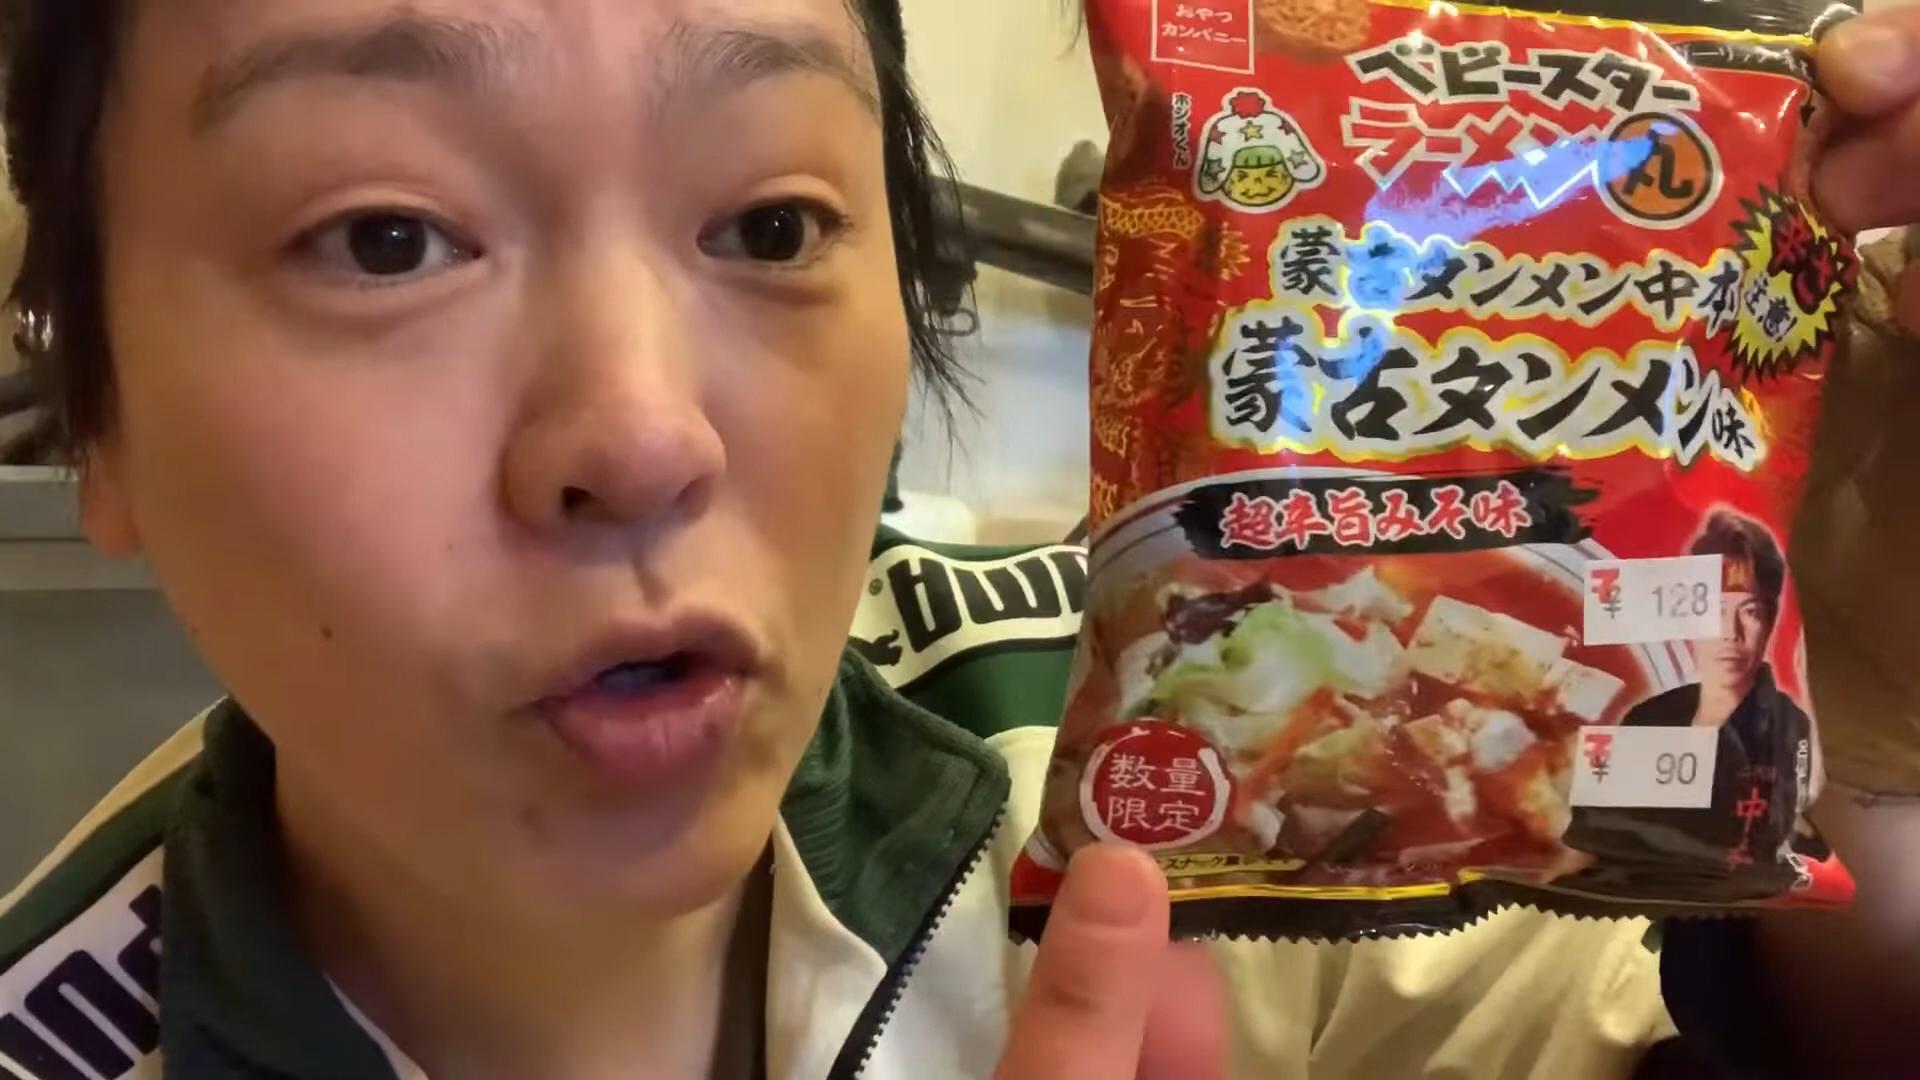 おやつ
カンパニー
ホシオくん
ベビースター
ラーメン丸
蒙古タンメン中本
辛さ
注意!
蒙古タンメン味
超辛旨みそ味
¥ 128
¥ 90
数量
限定
中
PUMA